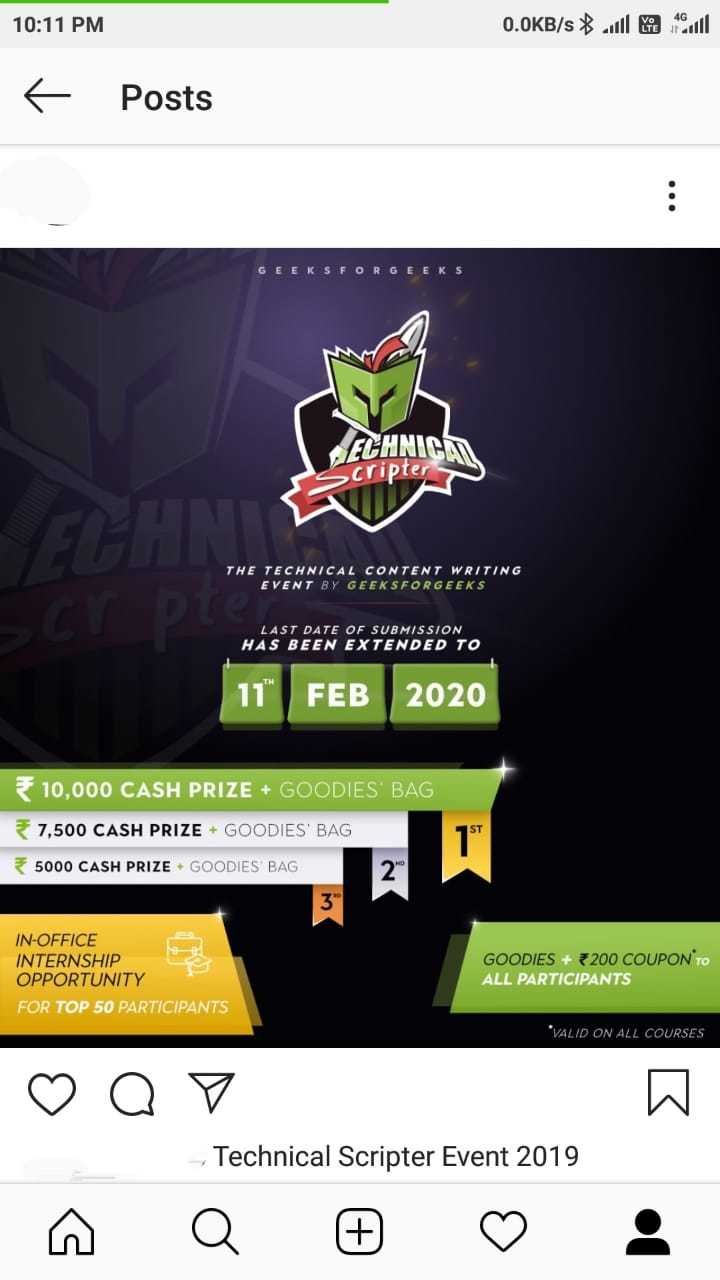 10:11 PM
0.0KB/s
Vo
LTE
4G
Posts
GEEKSFORGEEKS
TECHNICAL
Scripter
THE TECHNICAL CONTENT WRITING
EVENT BY GEEKSFORGEEKS
LAST DATE OF SUBMISSION
HAS BEEN EXTENDED TO
11TH FEB 2020
₹ 10,000 CASH PRIZE + GOODIES' BAG
₹ 7,500 CASH PRIZE + GOODIES' BAG
1ST
₹ 5000 CASH PRIZE + GOODIES' BAG
2ND
3RD
IN-OFFICE
INTERNSHIP
OPPORTUNITY
FOR TOP 50 PARTICIPANTS
GOODIES + ₹200 COUPON* TO
ALL PARTICIPANTS
*VALID ON ALL COURSES
Technical Scripter Event 2019